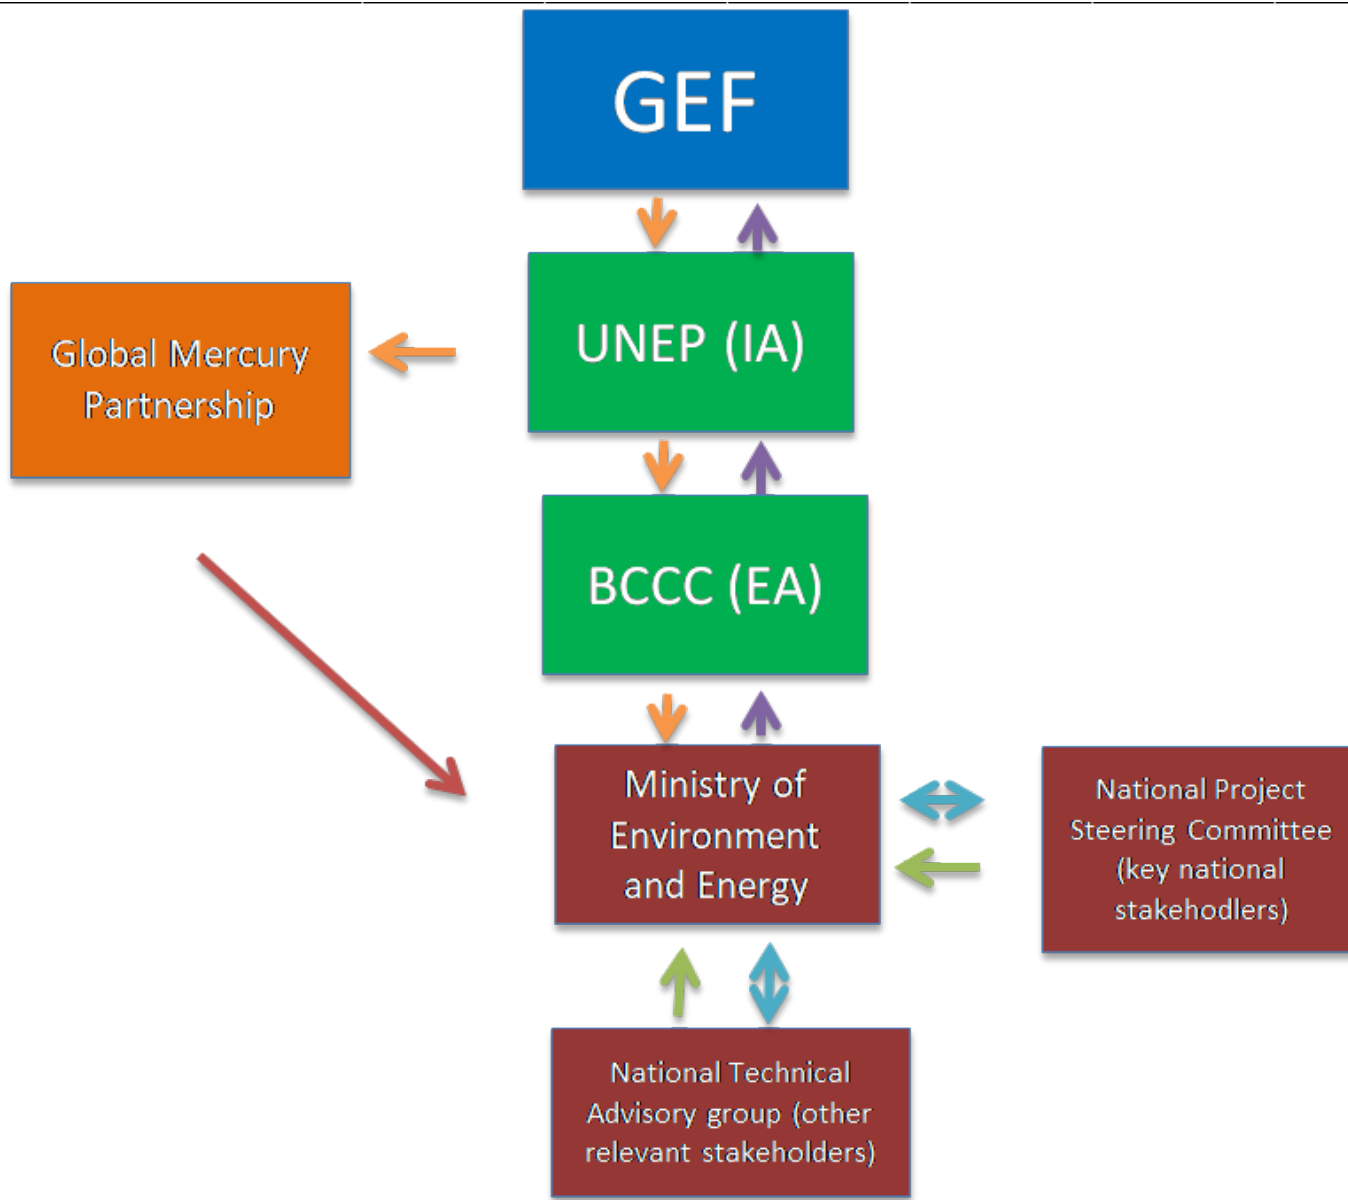 GEF
UNEP (IA)
Global Mercury
Partnership
BCCC (EA)
Ministry of
Environment
and Energy
National Project
Steering Committee
(key national
stakehodlers)
National Technical
Advisory group (other
relevant stakeholders)